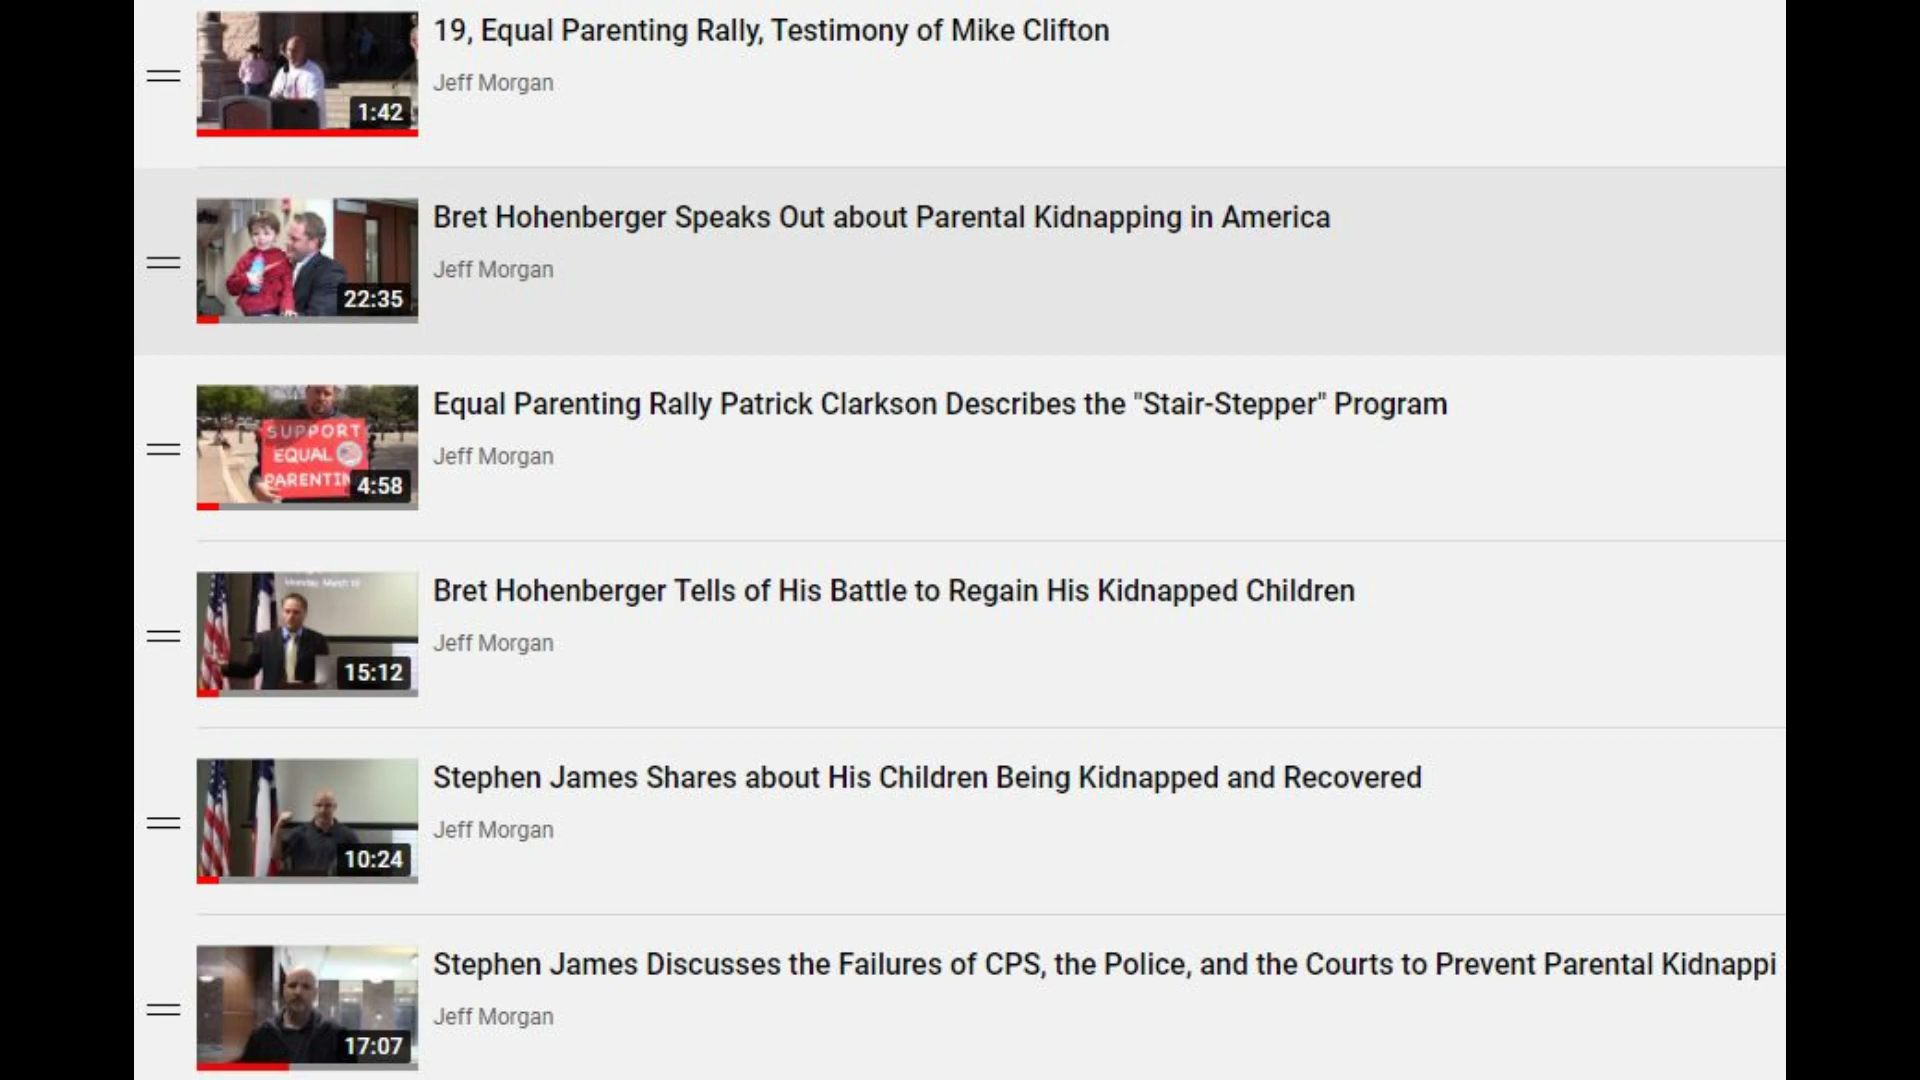 19, Equal Parenting Rally, Testimony of Mike Clifton
Jeff Morgan
1:42
Bret Hohenberger Speaks Out about Parental Kidnapping in America
Jeff Morgan
22:35
Equal Parenting Rally Patrick Clarkson Describes the "Stair-Stepper" Program
Jeff Morgan
SUPPORT
EQUAL
PARENTIN
4:58
Bret Hohenberger Tells of His Battle to Regain His Kidnapped Children
Jeff Morgan
Monday, March
15:12
Stephen James Shares about His Children Being Kidnapped and Recovered
Jeff Morgan
10:24
Stephen James Discusses the Failures of CPS, the Police, and the Courts to Prevent Parental Kidnappi
Jeff Morgan
17:07